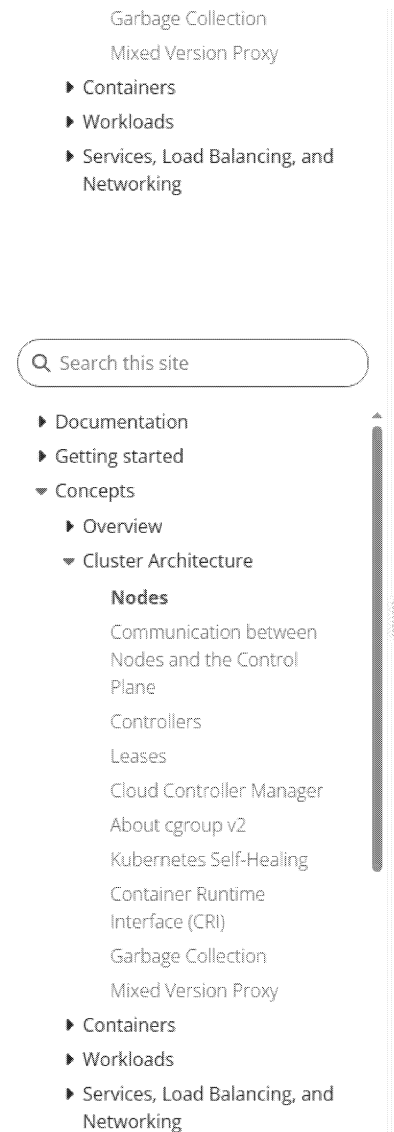 Garbage Collection
Mixed Version Proxy
Containers
Workloads
Services, Load Balancing, and
Networking
Search this site
Documentation
Getting started
Concepts
Overview
Cluster Architecture
Nodes
Communication between
Nodes and the Control
Plane
Controllers
Leases
Cloud Controller Manager
About cgroup v2
Kubernetes Self-Healing
Container Runtime
Interface (CRI)
Garbage Collection
Mixed Version Proxy
Containers
Workloads
Services, Load Balancing, and
Networking